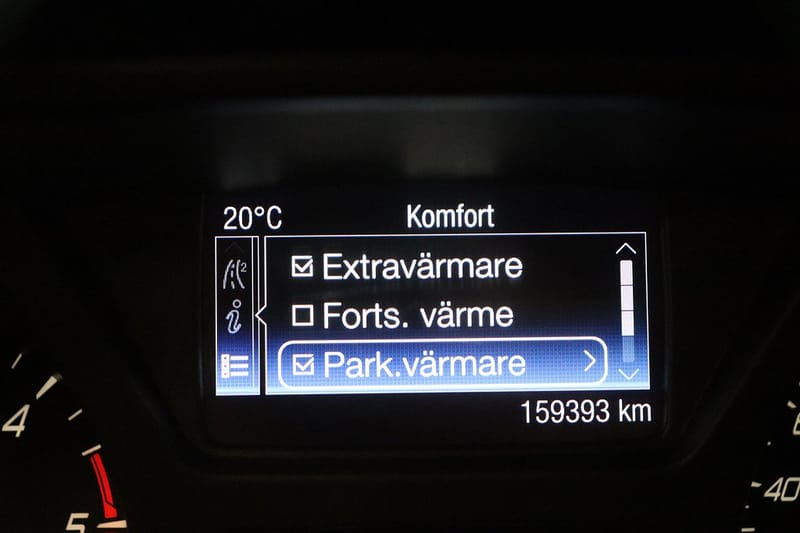 20°C Komfort
Extravärmare
Forts. värme
Park.värmare
159393 km
4
5
40